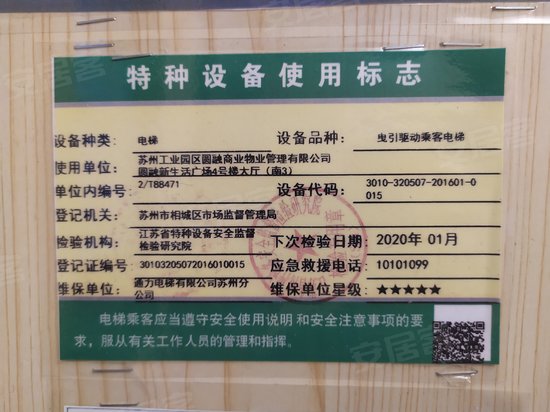 特种设备使用标志
设备种类: 电梯 设备品种: 曳引驱动乘客电梯
使用单位: 苏州工业园区圆融商业物业管理有限公司
圆融新生活广场4号楼大厅(南3)
单位内编号: 2/T88471 设备代码: 3010-320507-201601-0
015
登记机关: 苏州市相城区市场监督管理局
检验机构: 江苏省特种设备安全监督
检验研究院 下次检验日期: 2020年 01月
登记证编号: 30103205072016010015 应急救援电话: 10101099
维保单位: 通力电梯有限公司苏州分
公司 维保单位星级: ★★★★★
电梯乘客应当遵守安全使用说明和安全注意事项的要
求,服从有关工作人员的管理和指挥。
安居客